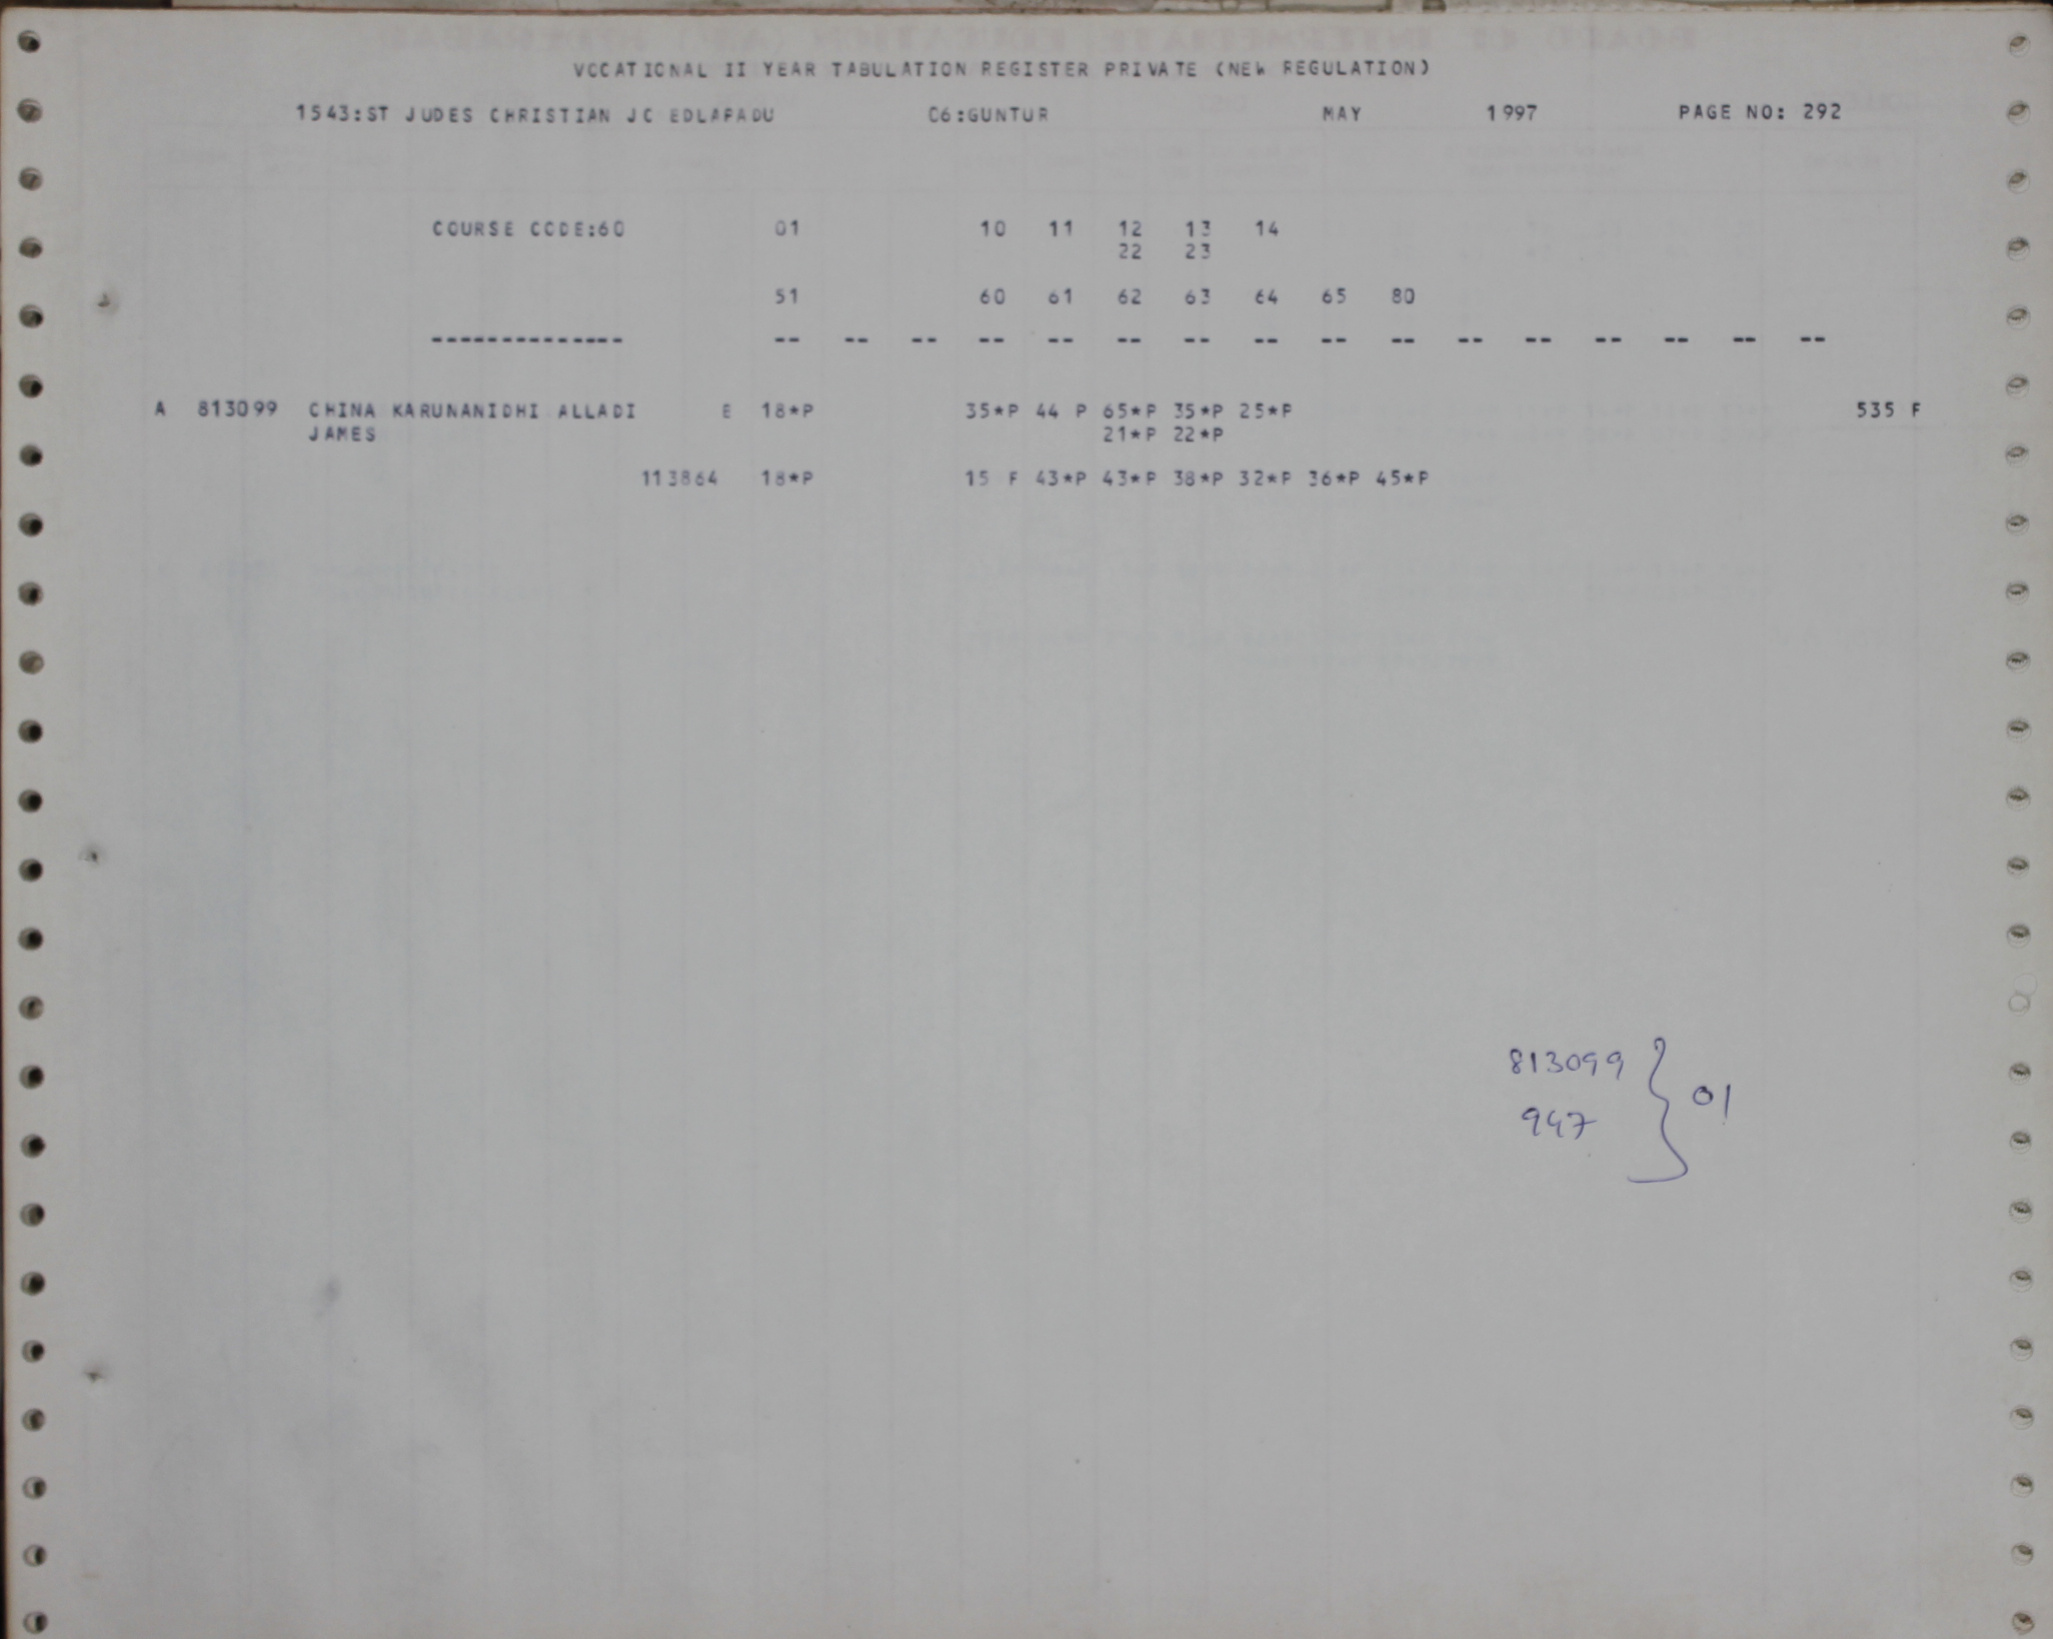 VOCATIONAL II YEAR TABULATION REGISTER PRIVATE (NEW REGULATION)
1543:ST JUDES CHRISTIAN JC EDLAPADU 06:GUNTUR MAY 1997 PAGE NO: 292
COURSE CODE:60 01 10 11 12 13 14
22 23
51 60 61 62 63 64 65 80
-------------- -- -- -- -- -- -- -- -- -- -- -- -- -- -- -- --
A 813099 CHINA KARUNANIDHI ALLADI E 18*P 35*P 44 P 65*P 35*P 25*P 535 F
JAMES 21*P 22*P
113864 18*P 15 F 43*P 43*P 38*P 32*P 36*P 45*P
813099
947 } 01